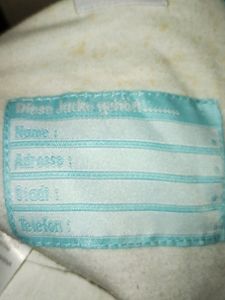 Diese Jacke gehört........
Name :
Adresse :
Stadt :
Telefon :